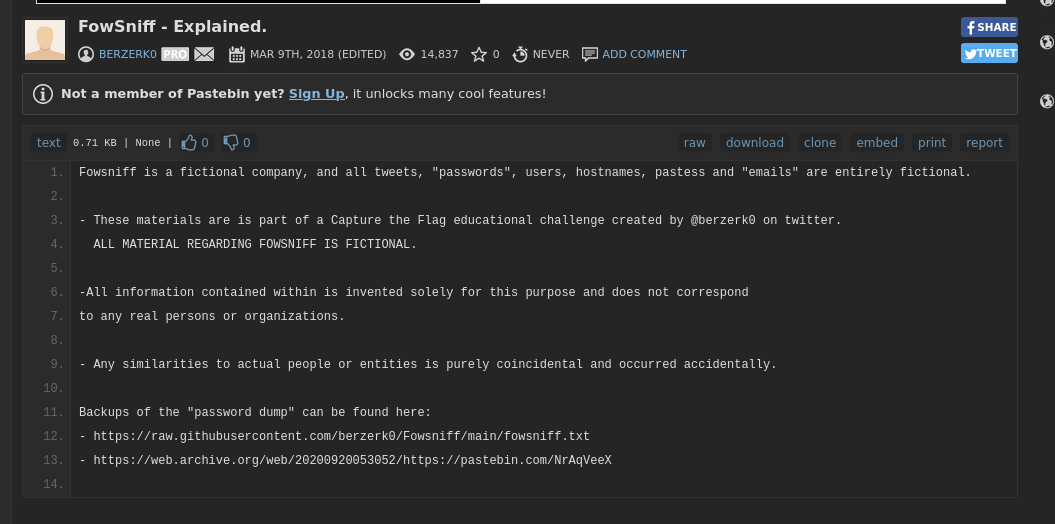 FowSniff - Explained.
SHARE
BERZERK0 PRO MAR 9TH, 2018 (EDITED) 14,837 0 NEVER ADD COMMENT
TWEET
Not a member of Pastebin yet? Sign Up, it unlocks many cool features!
text 0.71 KB | None | 0 0 raw download clone embed print report
1. Fowsniff is a fictional company, and all tweets, "passwords", users, hostnames, pastess and "emails" are entirely fictional.
2.
3. - These materials are is part of a Capture the Flag educational challenge created by @berzerk0 on twitter.
4. ALL MATERIAL REGARDING FOWSNIFF IS FICTIONAL.
5.
6. -All information contained within is invented solely for this purpose and does not correspond
7. to any real persons or organizations.
8.
9. - Any similarities to actual people or entities is purely coincidental and occurred accidentally.
10.
11. Backups of the "password dump" can be found here:
12. - https://raw.githubusercontent.com/berzerk0/Fowsniff/main/fowsniff.txt
13. - https://web.archive.org/web/20200920053052/https://pastebin.com/NrAqVeeX
14.